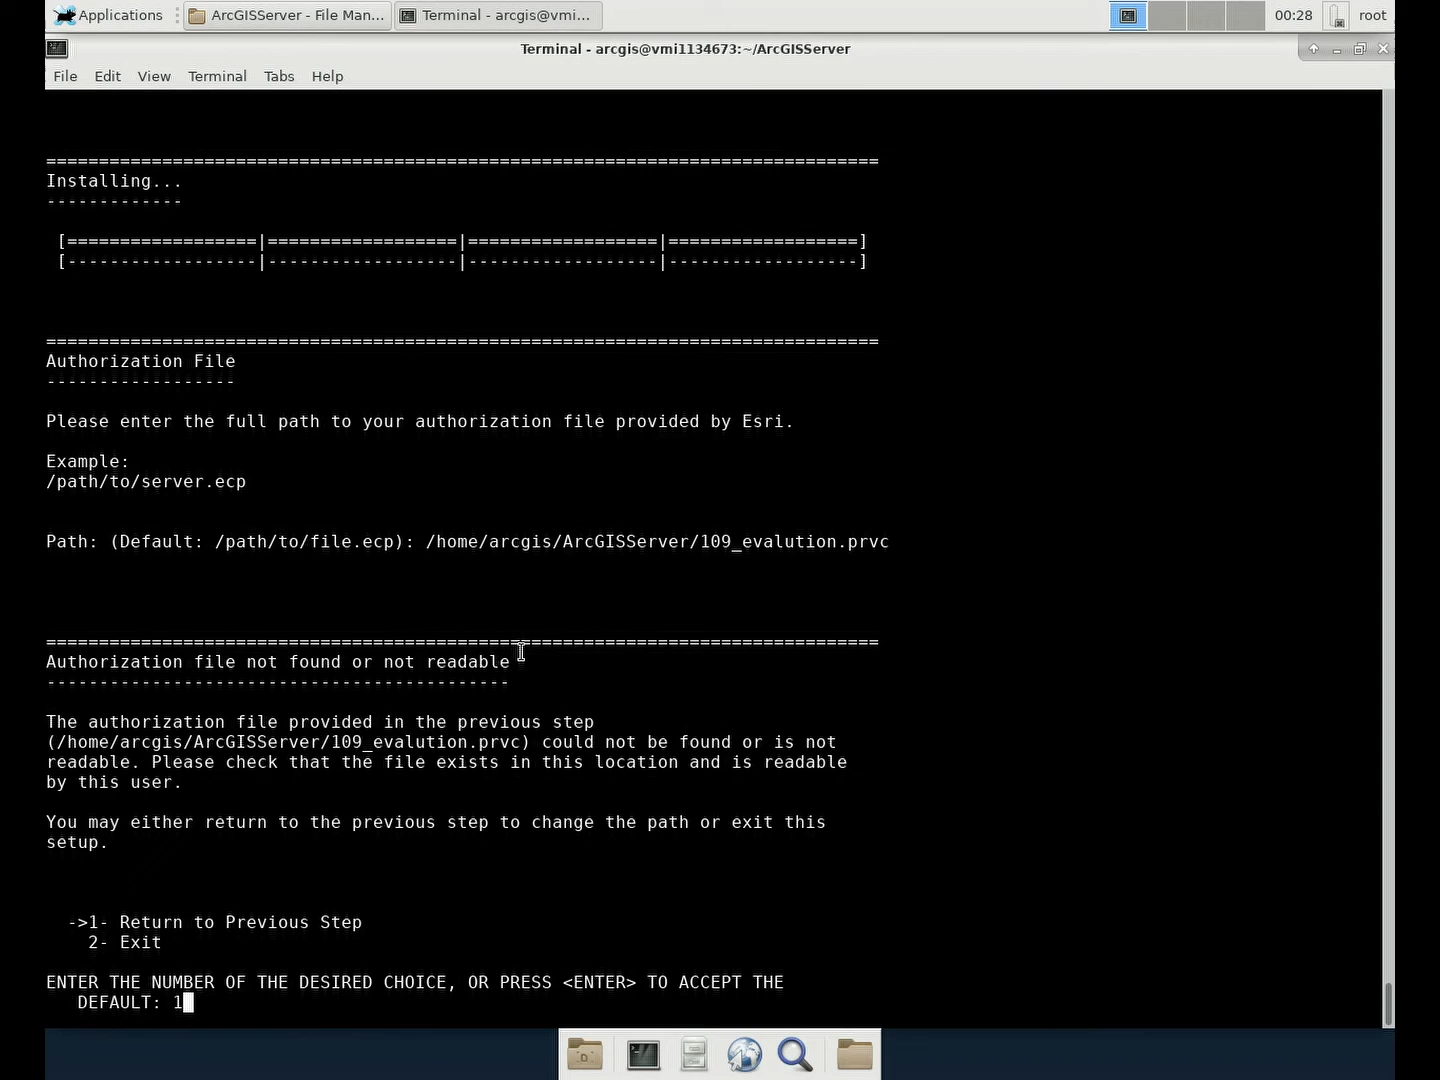 Applications
ArcGISServer - File Man...
Terminal - arcgis@vmi...
00:28
root
Terminal - arcgis@vmi1134673:~/ArcGISServer
File Edit View Terminal Tabs Help
===============================================================================
Installing...
-------------
[==================|==================|==================|==================]
[------------------|------------------|------------------|------------------]
===============================================================================
Authorization File
------------------
Please enter the full path to your authorization file provided by Esri.
Example:
/path/to/server.ecp
Path: (Default: /path/to/file.ecp): /home/arcgis/ArcGISServer/109_evalution.prvc
===============================================================================
Authorization file not found or not readable
--------------------------------------------
The authorization file provided in the previous step
(/home/arcgis/ArcGISServer/109_evalution.prvc) could not be found or is not
readable. Please check that the file exists in this location and is readable
by this user.
You may either return to the previous step to change the path or exit this
setup.
->1- Return to Previous Step
2- Exit
ENTER THE NUMBER OF THE DESIRED CHOICE, OR PRESS <ENTER> TO ACCEPT THE
DEFAULT: 1